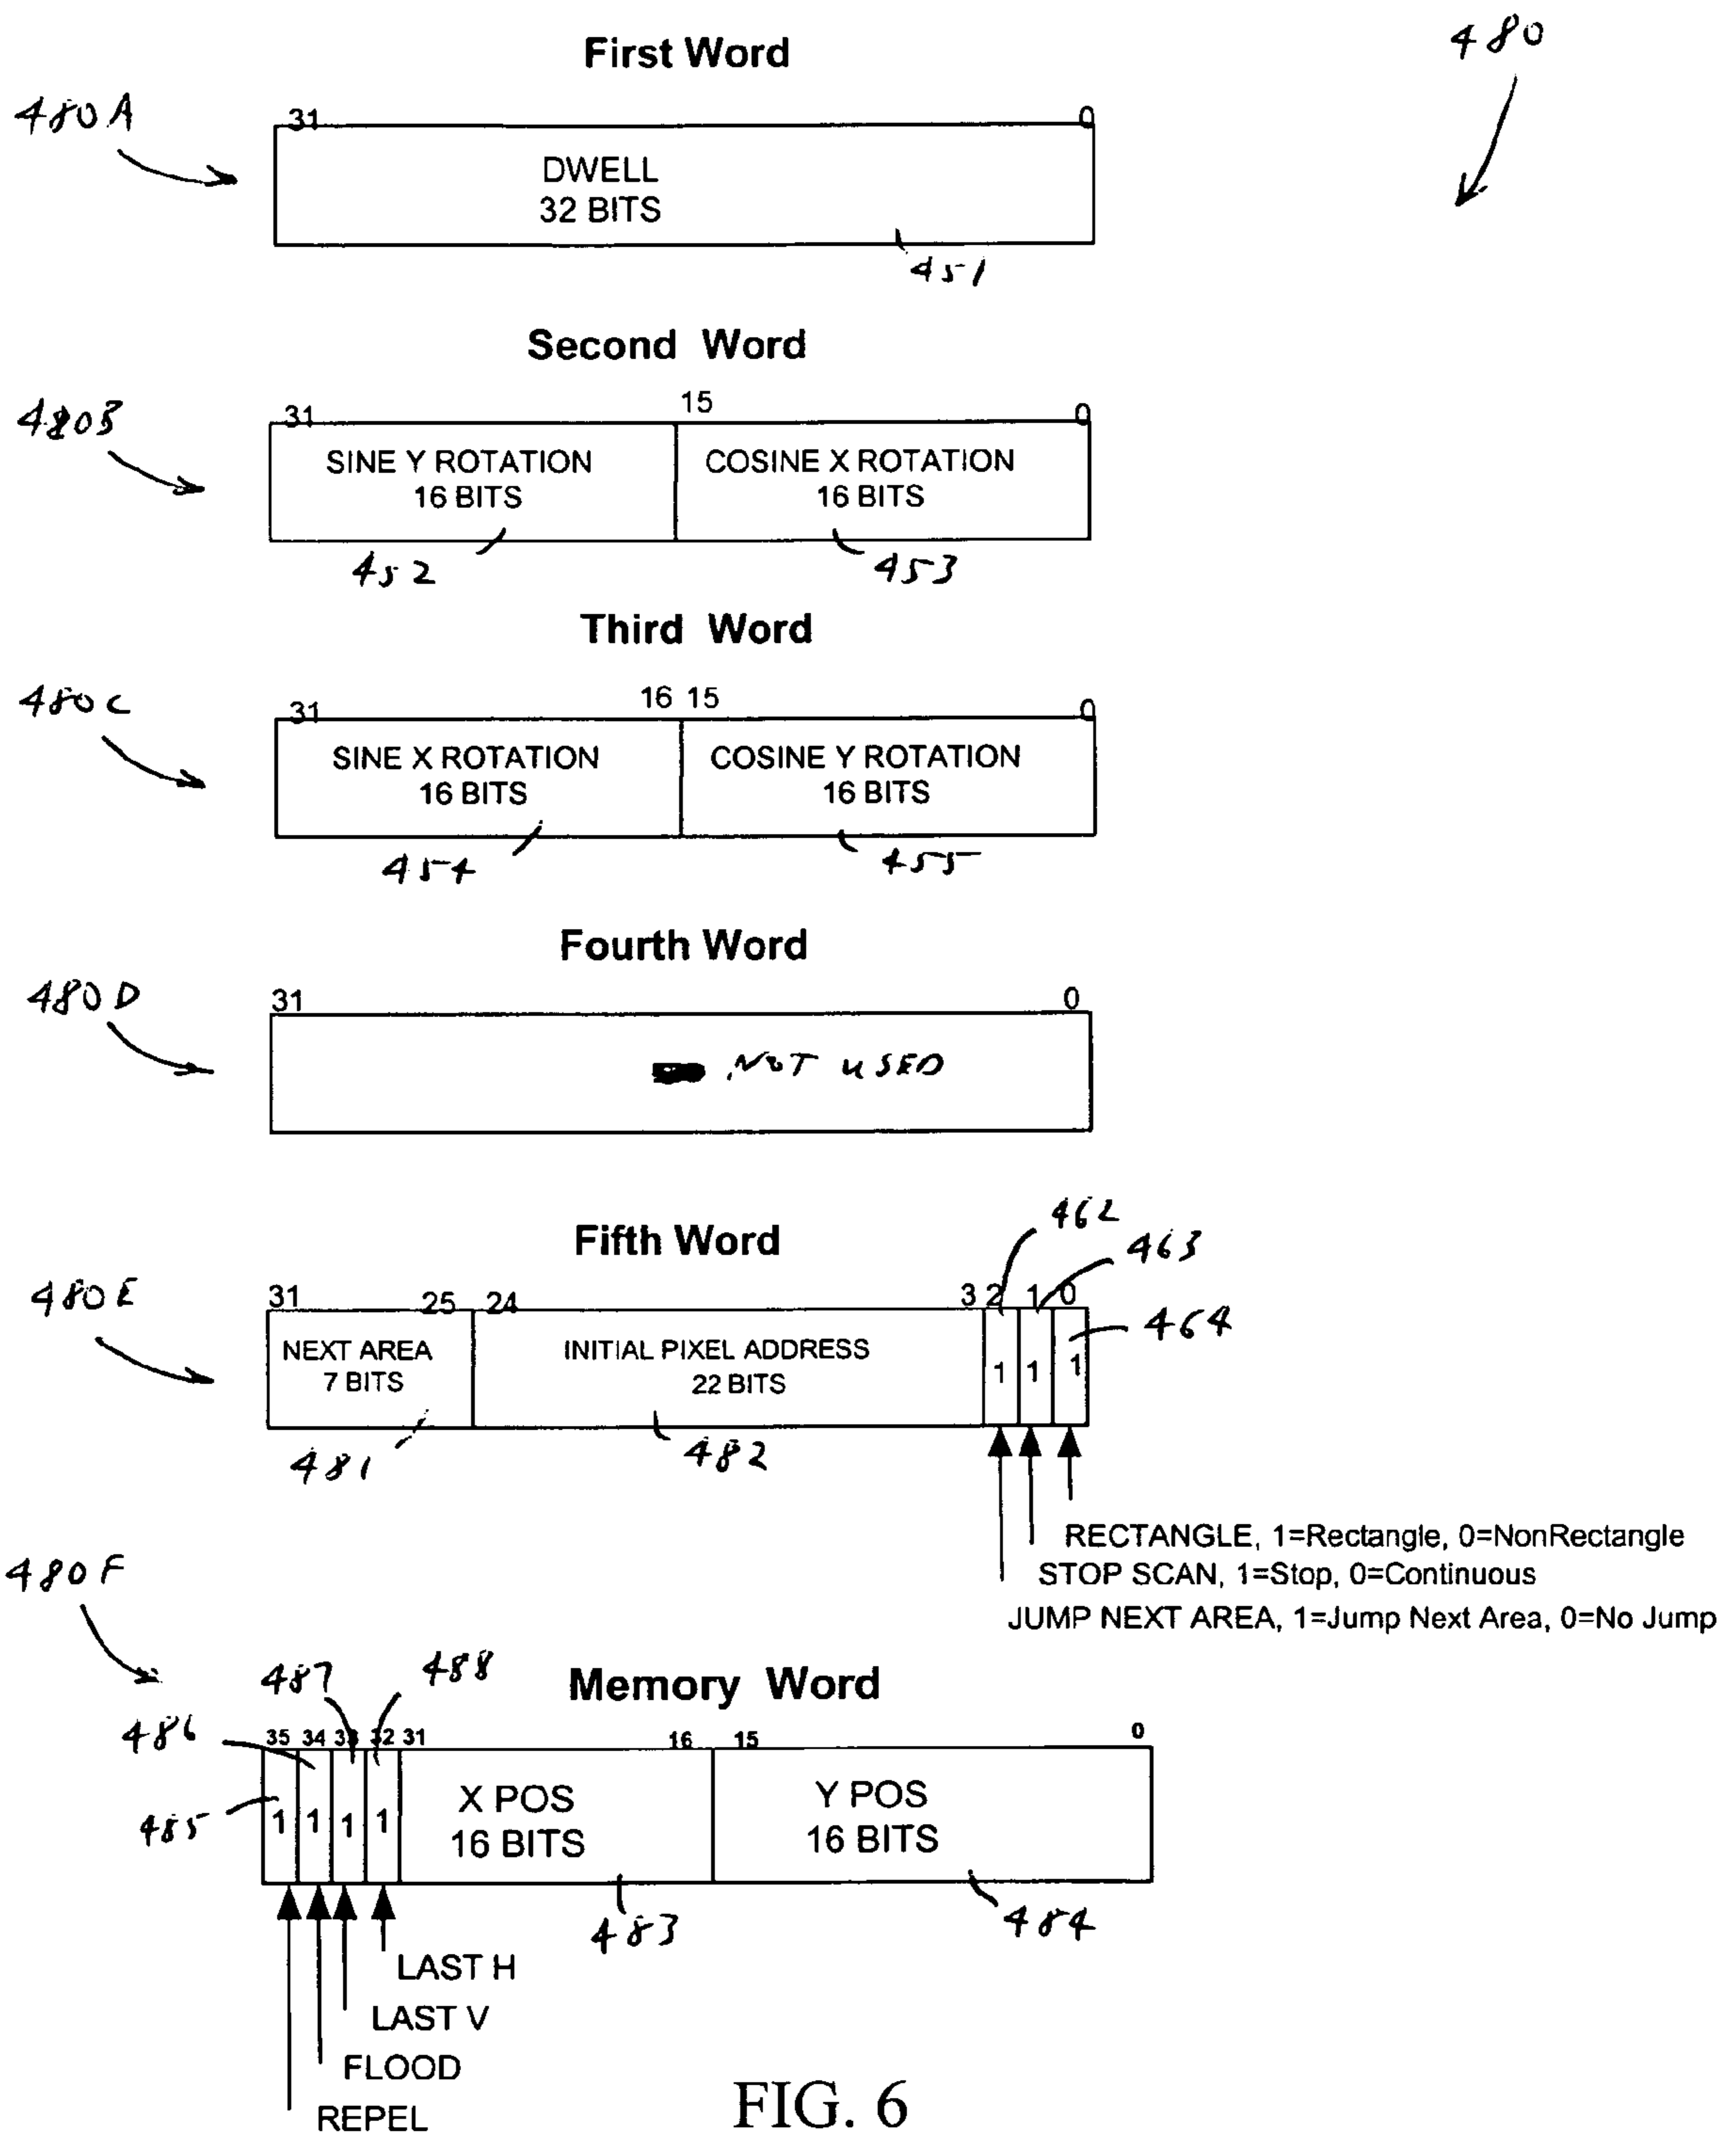 First Word
480
480A
31 0
DWELL
32 BITS
451
Second Word
480B
31 15 0
SINE Y ROTATION COSINE X ROTATION
16 BITS 16 BITS
452 453
Third Word
480C
31 16 15 0
SINE X ROTATION COSINE Y ROTATION
16 BITS 16 BITS
454 455
Fourth Word
480D
31 0
NOT USED
Fifth Word
462
463
480E
31 25 24 3 2 1 0
464
NEXT AREA INITIAL PIXEL ADDRESS
7 BITS 22 BITS 1 1 1
481 482
RECTANGLE, 1=Rectangle, 0=NonRectangle
STOP SCAN, 1=Stop, 0=Continuous
JUMP NEXT AREA, 1=Jump Next Area, 0=No Jump
480F
487 488
Memory Word
486
35 34 33 32 31 16 15 0
X POS Y POS
485 1 1 1 1 16 BITS 16 BITS
483 484
LAST H
LAST V
FLOOD
REPEL
FIG. 6